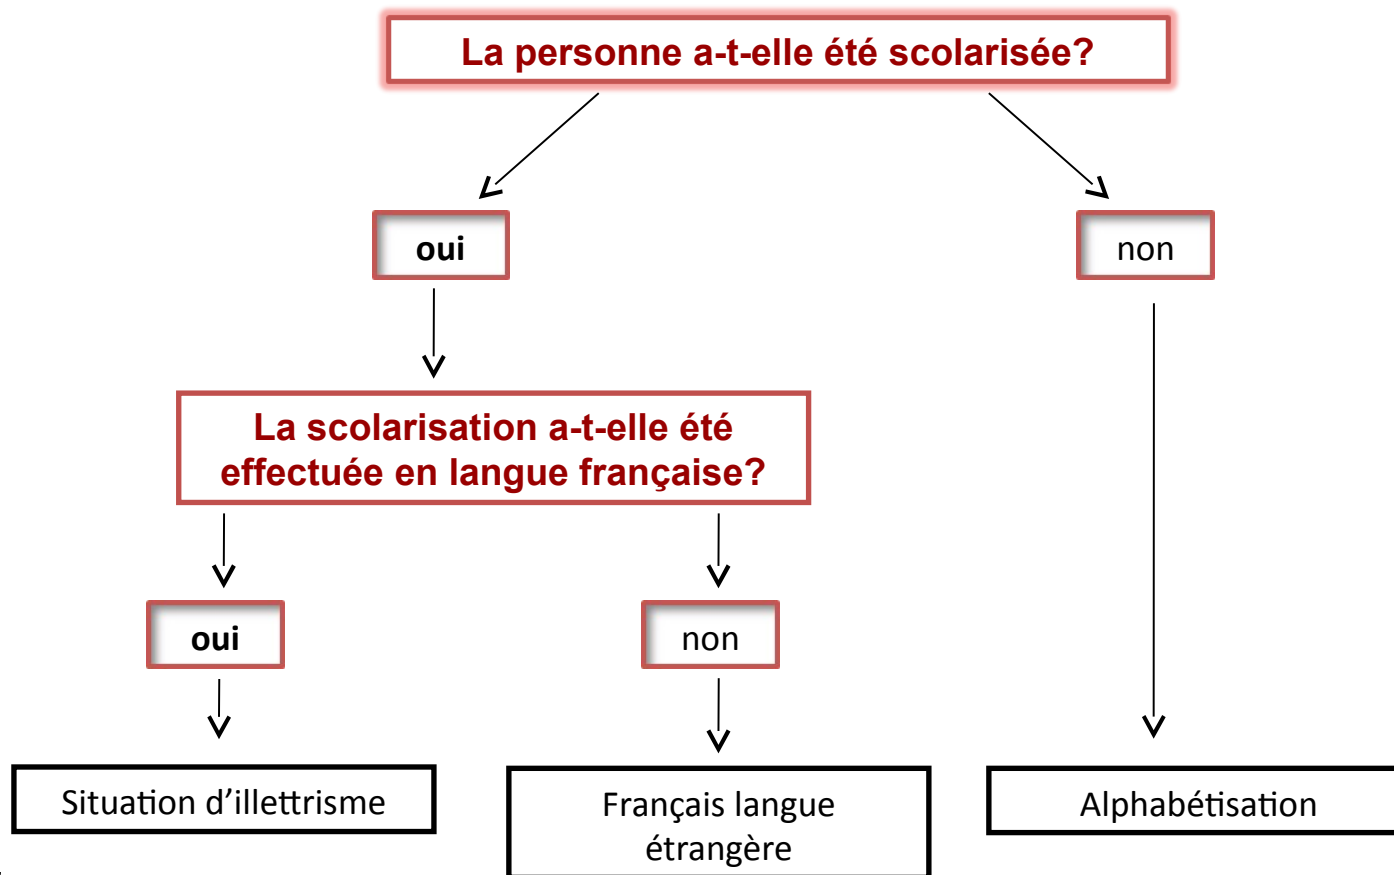 La personne a-t-elle été scolarisée?
oui
non
La scolarisation a-t-elle été
effectuée en langue française?
oui
non
Situation d’illettrisme
Français langue
étrangère
Alphabétisation